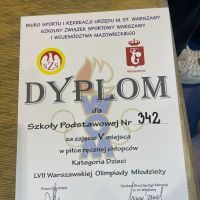 BIURO SPORTU I REKREACJI URZĘDU M.ST. WARSZAWY
SZKOLNY ZWIĄZEK SPORTOWY WARSZAWY
I WOJEWÓDZTWA MAZOWIECKIEGO
SZS
DYPLOM
dla
Szkoły Podstawowej Nr 342
za zajęcie V miejsca
w piłce ręcznej chłopców
Kategoria Dzieci
LVII Warszawskiej Olimpiady Młodzieży